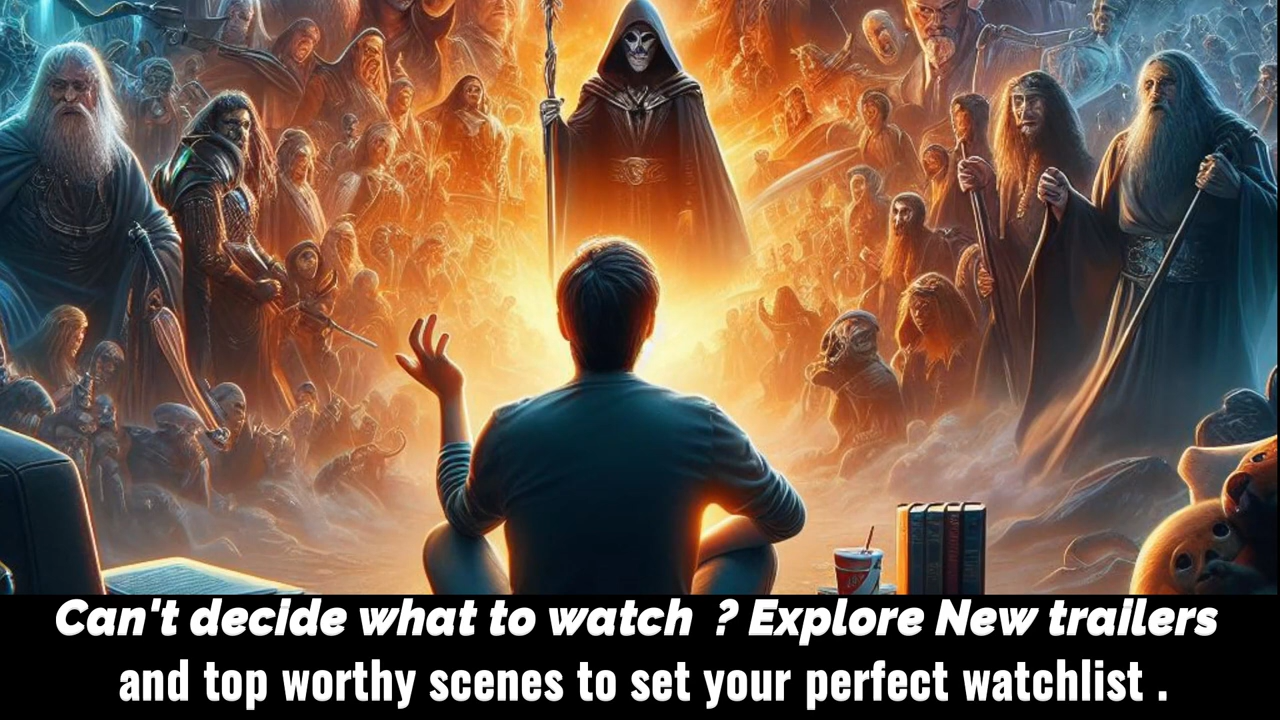 Can't decide what to watch  ? Explore New trailers
and top worthy scenes to set your perfect watchlist .